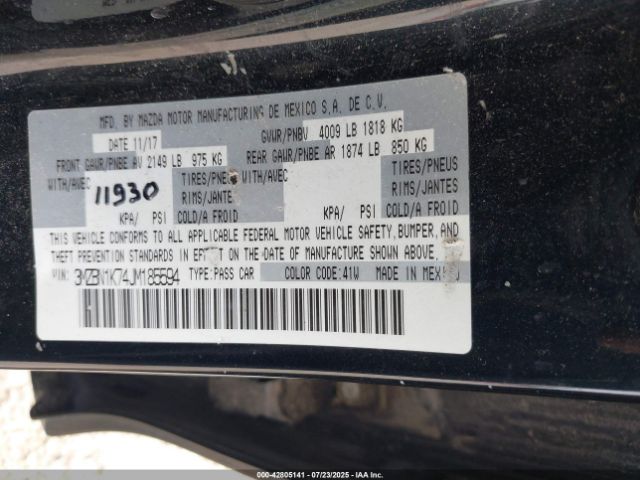 MFD. BY MAZDA MOTOR MANUFACTURING DE MEXICO S.A. DE C.V.
DATE 11/17 GVWR/PNBV 4009 LB 1818 KG
FRONT GAWR/PNBE AV 2149 LB 975 KG REAR GAWR/PNBE AR 1874 LB 850 KG
WITH/AVEC TIRES/PNEUS WITH/AVEC TIRES/PNEUS
11930 RIMS/JANTES RIMS/JANTES
KPA/ PSI COLD/A FROID KPA/ PSI COLD/A FROID
THIS VEHICLE CONFORMS TO ALL APPLICABLE FEDERAL MOTOR VEHICLE SAFETY, BUMPER, AND
THEFT PREVENTION STANDARDS IN EFFECT ON THE DATE OF MANUFACTURE SHOWN ABOVE.
VIN: 3MZBN1K74JM185594 TYPE:PASS CAR COLOR CODE:41W MADE IN MEXICO
000-42805141 - 07/23/2025 - IAA Inc.